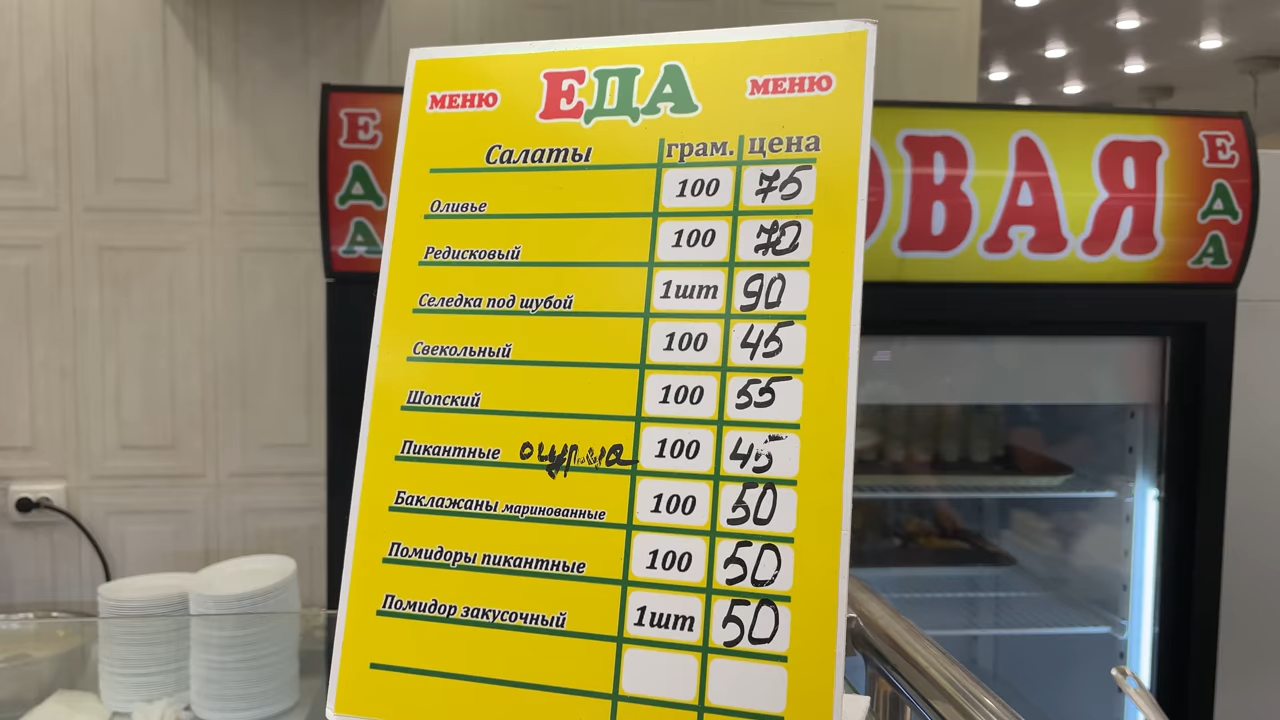 МЕНЮ ЕДА МЕНЮ
Салаты грам. цена
Оливье 100 75
Редисковый 100 70
Селедка под шубой 1шт 90
Свекольный 100 45
Шопский 100 55
Пикантные 100 45
Баклажаны маринованные 100 50
Помидоры пикантные 100 50
Помидор закусочный 1шт 50
ЕДА
ОВАЯ
ЕДА